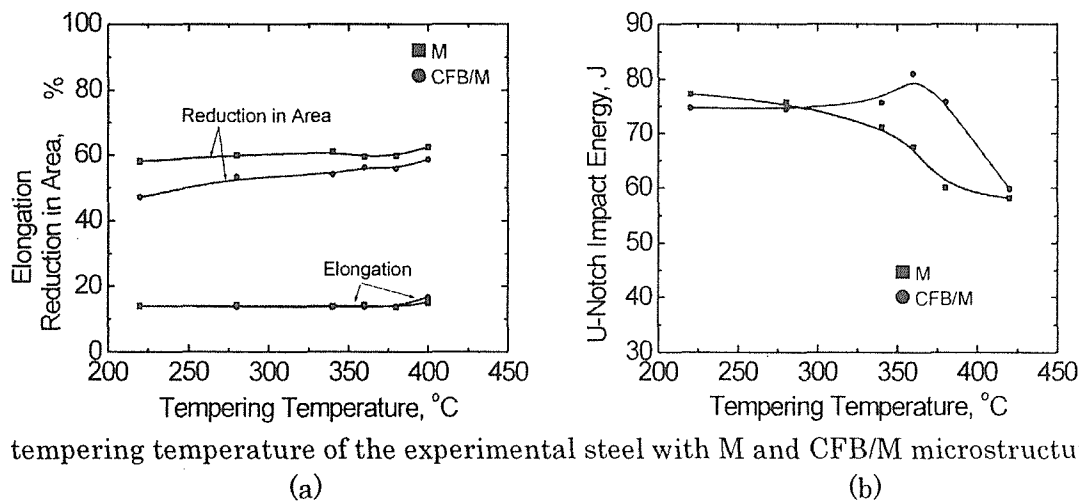 100
80
60
40
20
0
Elongation
Reduction in Area, %
M
CFB/M
Reduction in Area
Elongation
200 250 300 350 400 450
Tempering Temperature, °C
90
80
70
60
50
40
30
U-Notch Impact Energy, J
M
CFB/M
200 250 300 350 400 450
Tempering Temperature, °C
tempering temperature of the experimental steel with M and CFB/M microstructu
(a) (b)